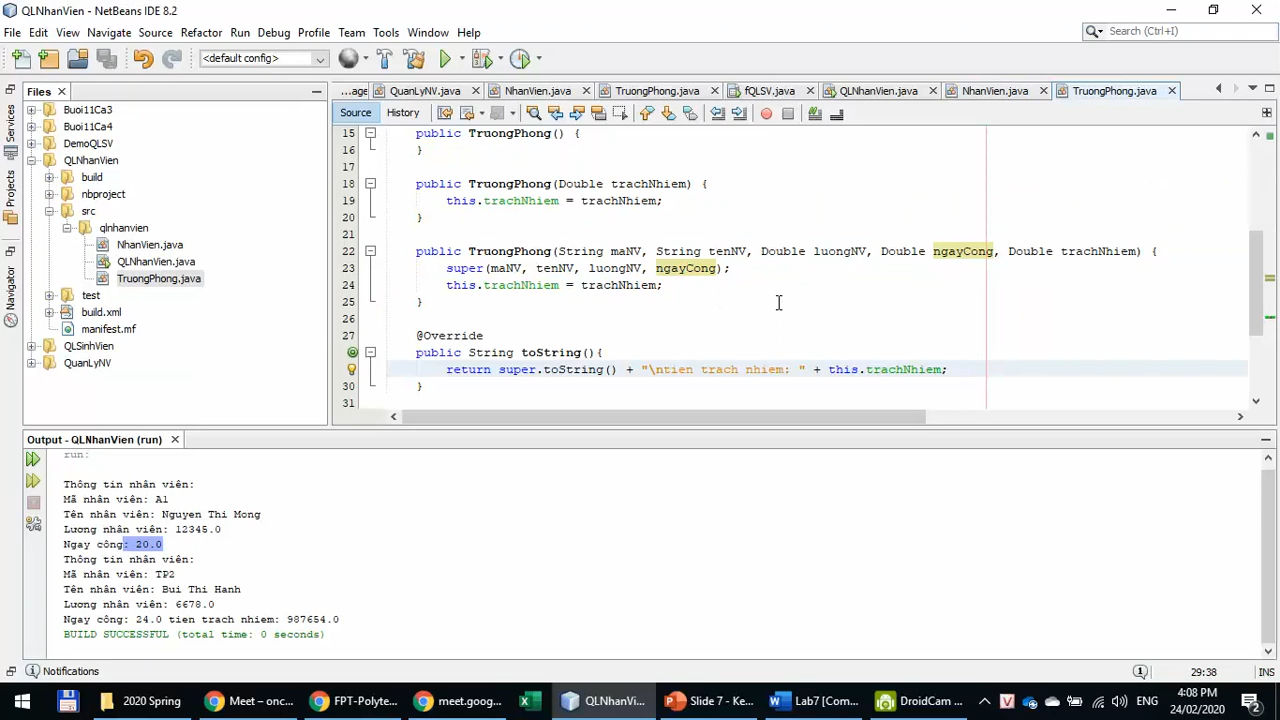 QLNhanVien - NetBeans IDE 8.2
File Edit View Navigate Source Refactor Run Debug Profile Team Tools Window Help
Search (Ctrl+I)
<default config>
Files
...age QuanLyNV.java NhanVien.java TruongPhong.java fQLSV.java QLNhanVien.java NhanVien.java TruongPhong.java
Services
Projects
Navigator
Buoi11Ca3
Buoi11Ca4
DemoQLSV
QLNhanVien
build
nbproject
src
qlnhanvien
NhanVien.java
QLNhanVien.java
TruongPhong.java
test
build.xml
manifest.mf
QLSinhVien
QuanLyNV
Source History
15 public TruongPhong() {
16 }
17
18 public TruongPhong(Double trachNhiem) {
19 this.trachNhiem = trachNhiem;
20 }
21
22 public TruongPhong(String maNV, String tenNV, Double luongNV, Double ngayCong, Double trachNhiem) {
23 super(maNV, tenNV, luongNV, ngayCong);
24 this.trachNhiem = trachNhiem;
25 }
26
27 @Override
public String toString(){
return super.toString() + "\ntien trach nhiem: " + this.trachNhiem;
30 }
31
Output - QLNhanVien (run)
run:
Thông tin nhân viên:
Mã nhân viên: A1
Tên nhân viên: Nguyen Thi Mong
Lương nhân viên: 12345.0
Ngay công: 20.0
Thông tin nhân viên:
Mã nhân viên: TP2
Tên nhân viên: Bui Thi Hanh
Lương nhân viên: 6678.0
Ngay công: 24.0 tien trach nhiem: 987654.0
BUILD SUCCESSFUL (total time: 0 seconds)
Notifications
1
29:38 INS
2020 Spring
Meet – onc...
FPT-Polyte...
meet.goog...
QLNhanVi...
Slide 7 - Ke...
Lab7 [Com...
DroidCam ...
ENG
4:08 PM
24/02/2020
2